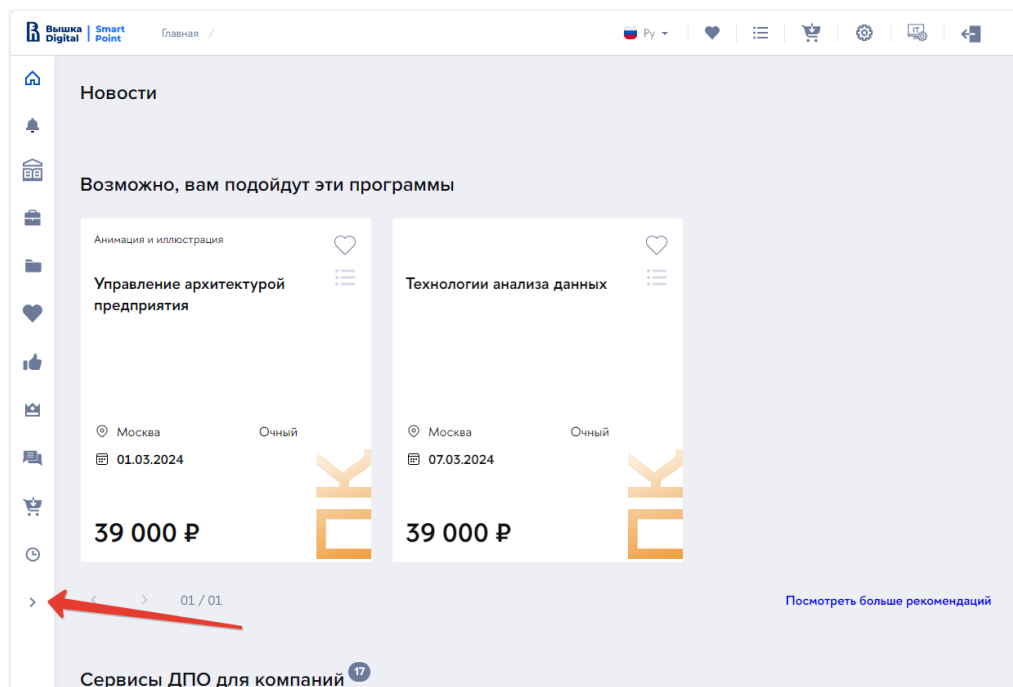 Вышка
Digital
Smart
Point
Главная /
Ру
IT
Новости
Возможно, вам подойдут эти программы
Анимация и иллюстрация
Управление архитектурой
предприятия
Москва
Очный
01.03.2024
39 000 ₽
Технологии анализа данных
Москва
Очный
07.03.2024
39 000 ₽
01 / 01
Посмотреть больше рекомендаций
Сервисы ДПО для компаний 17